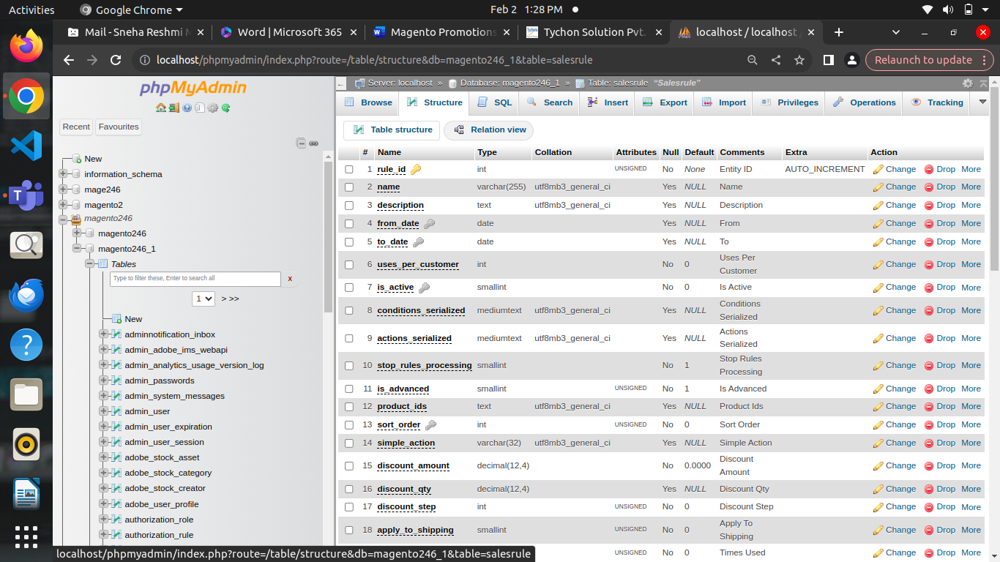 Activities
Google Chrome
Feb 2 1:28 PM
Mail - Sneha Reshmi M
Word | Microsoft 365
Magento Promotions
Tychon Solution Pvt.
localhost / localhost /
localhost/phpmyadmin/index.php?route=/table/structure&db=magento246_1&table=salesrule
Relaunch to update
phpMyAdmin
Recent
Favourites
New
information_schema
mage246
magento2
magento246
magento246
magento246_1
Tables
Type to filter these, Enter to search all
x
1 > >>
New
adminnotification_inbox
admin_adobe_ims_webapi
admin_analytics_usage_version_log
admin_passwords
admin_system_messages
admin_user
admin_user_expiration
admin_user_session
adobe_stock_asset
adobe_stock_category
adobe_stock_creator
adobe_user_profile
authorization_role
authorization_rule
localhost/phpmyadmin/index.php?route=/table/structure&db=magento246_1&table=salesrule
Server: localhost » Database: magento246_1 » Table: salesrule “Salesrule”
Browse Structure SQL Search Insert Export Import Privileges Operations Tracking
Table structure Relation view
# Name Type Collation Attributes Null Default Comments Extra Action
1 rule_id int UNSIGNED No None Entity ID AUTO_INCREMENT Change Drop More
2 name varchar(255) utf8mb3_general_ci Yes NULL Name Change Drop More
3 description text utf8mb3_general_ci Yes NULL Description Change Drop More
4 from_date date Yes NULL From Change Drop More
5 to_date date Yes NULL To Change Drop More
6 uses_per_customer int No 0 Uses Per Customer Change Drop More
7 is_active smallint No 0 Is Active Change Drop More
8 conditions_serialized mediumtext utf8mb3_general_ci Yes NULL Conditions Serialized Change Drop More
9 actions_serialized mediumtext utf8mb3_general_ci Yes NULL Actions Serialized Change Drop More
10 stop_rules_processing smallint No 1 Stop Rules Processing Change Drop More
11 is_advanced smallint UNSIGNED No 1 Is Advanced Change Drop More
12 product_ids text utf8mb3_general_ci Yes NULL Product Ids Change Drop More
13 sort_order int UNSIGNED No 0 Sort Order Change Drop More
14 simple_action varchar(32) utf8mb3_general_ci Yes NULL Simple Action Change Drop More
15 discount_amount decimal(12,4) No 0.0000 Discount Amount Change Drop More
16 discount_qty decimal(12,4) Yes NULL Discount Qty Change Drop More
17 discount_step int UNSIGNED No 0 Discount Step Change Drop More
18 apply_to_shipping smallint UNSIGNED No 0 Apply To Shipping Change Drop More
UNSIGNED No 0 Times Used Change Drop More